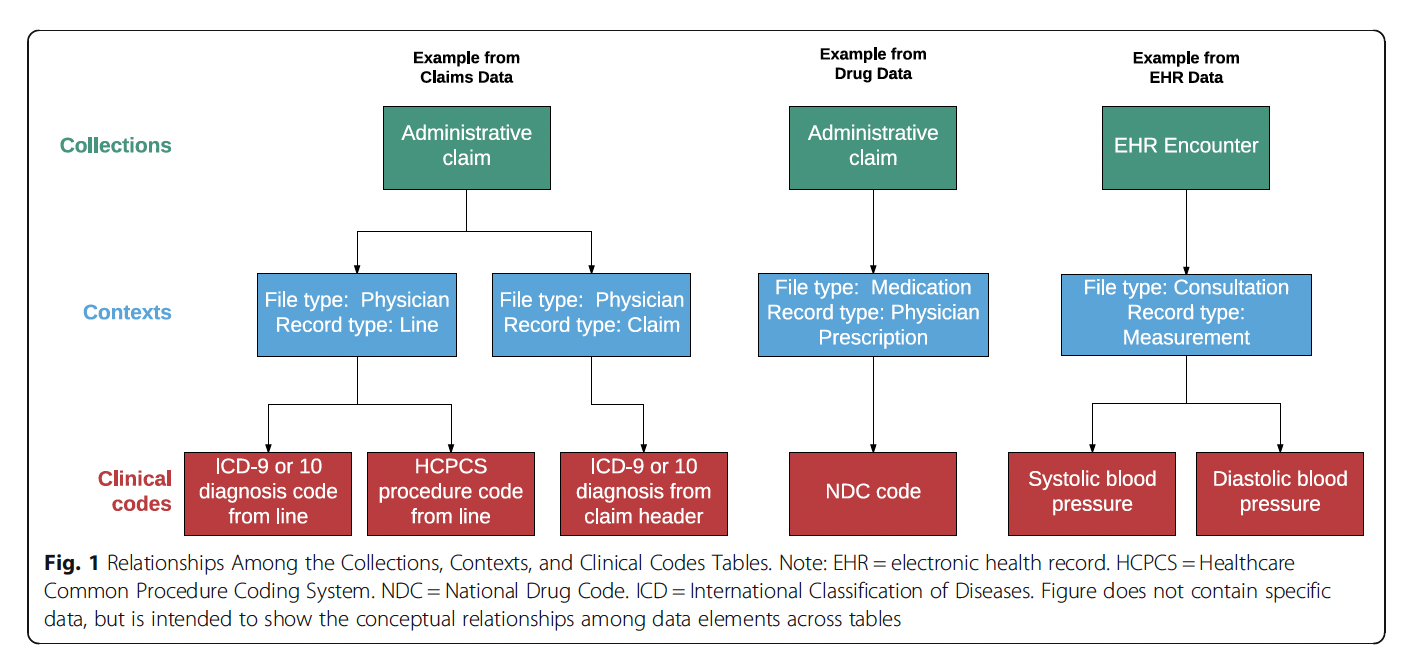 Example from
Claims Data
Example from
Drug Data
Example from
EHR Data
Collections
Administrative
claim
Administrative
claim
EHR Encounter
Contexts
File type: Physician
Record type: Line
File type: Physician
Record type: Claim
File type: Medication
Record type: Physician
Prescription
File type: Consultation
Record type:
Measurement
Clinical
codes
ICD-9 or 10
diagnosis code
from line
HCPCS
procedure code
from line
ICD-9 or 10
diagnosis from
claim header
NDC code
Systolic blood
pressure
Diastolic blood
pressure
Fig. 1 Relationships Among the Collections, Contexts, and Clinical Codes Tables. Note: EHR = electronic health record. HCPCS = Healthcare
Common Procedure Coding System. NDC = National Drug Code. ICD = International Classification of Diseases. Figure does not contain specific
data, but is intended to show the conceptual relationships among data elements across tables